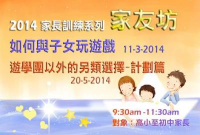 2014 家長訓練系列 家友坊
如何與子女玩遊戲 11-3-2014
遊學團以外的另類選擇-計劃篇
20-5-2014
9:30am -11:30am
對象：高小至初中家長